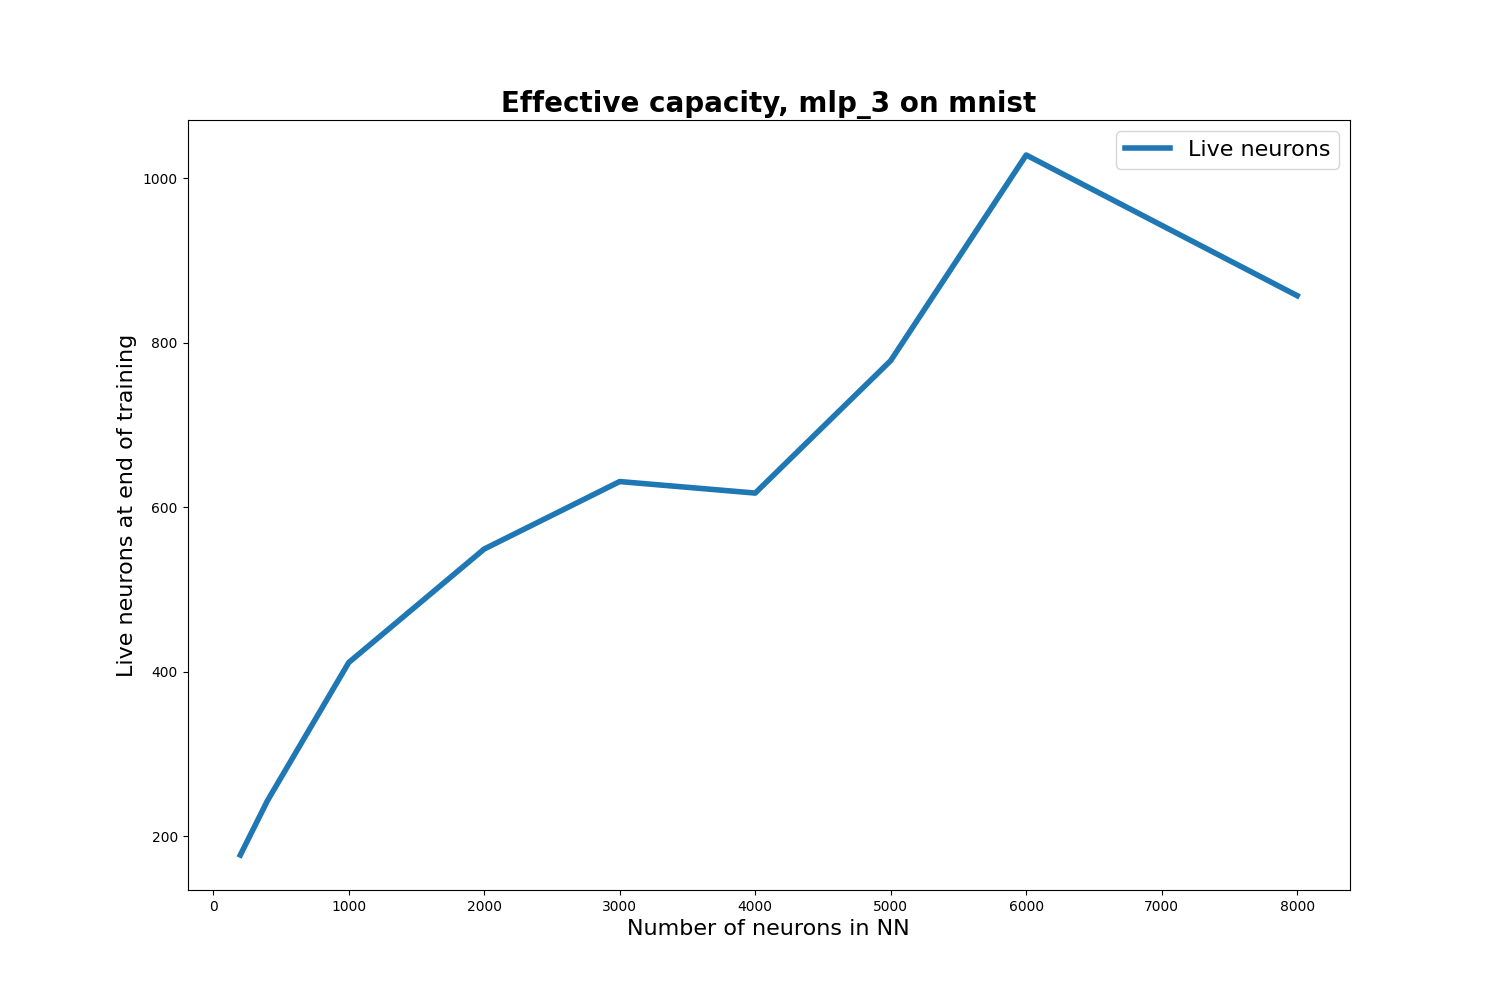 Effective capacity, mlp_3 on mnist
Live neurons
1000
800
600
400
200
Live neurons at end of training
0 1000 2000 3000 4000 5000 6000 7000 8000
Number of neurons in NN